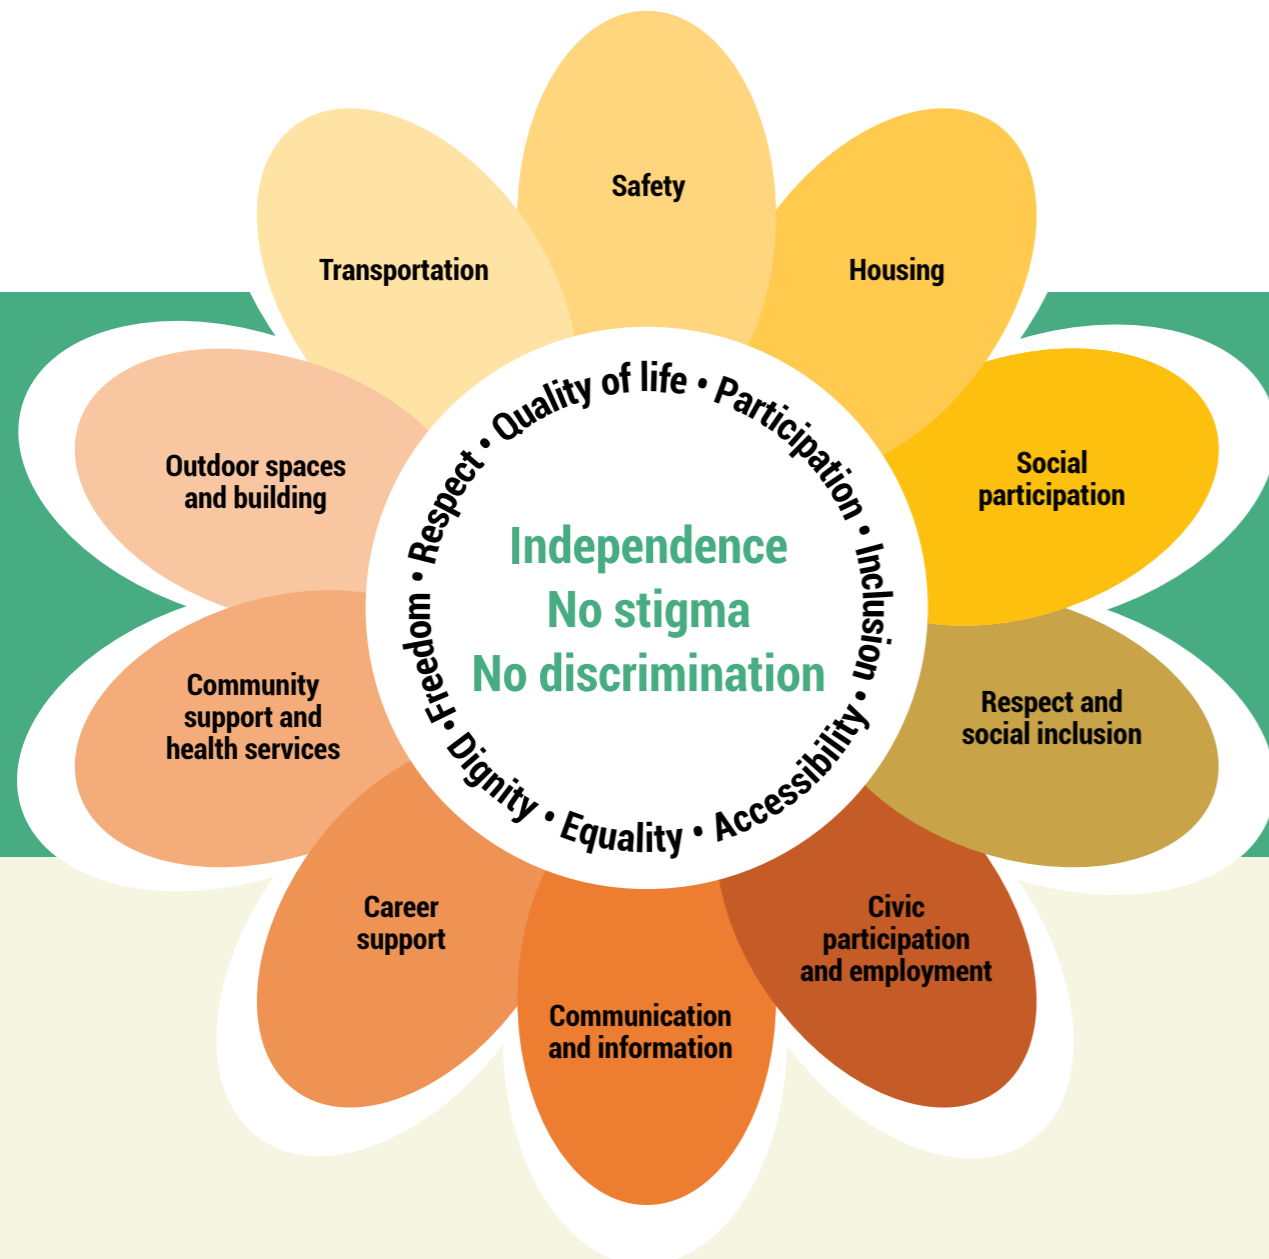 Safety
Transportation
Housing
Outdoor spaces
and building
Social
participation
Quality of life • Participation • Inclusion • Accessibility • Equality • Dignity • Freedom • Respect •
Independence
No stigma
No discrimination
Community
support and
health services
Respect and
social inclusion
Career
support
Civic
participation
and employment
Communication
and information